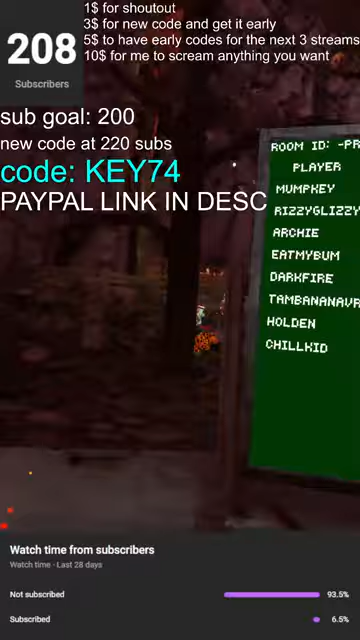 1$ for shoutout
3$ for new code and get it early
5$ to have early codes for the next 3 streams
10$ for me to scream anything you want
208
Subscribers
sub goal: 200
new code at 220 subs
code: KEY74
PAYPAL LINK IN DESC
ROOM ID: -PR
PLAYER
MUMPKEY
RIZZYGLIZZY
ARCHIE
EATMYBUM
DARKFIRE
TAMBANANAVR
HOLDEN
CHILLKID
Watch time from subscribers
Watch time · Last 28 days
Not subscribed 93.5%
Subscribed 6.5%